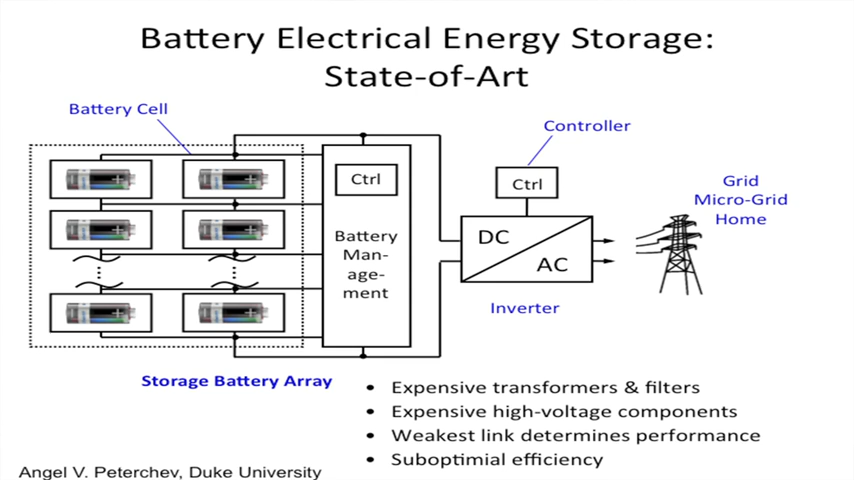 Battery Electrical Energy Storage:
State-of-Art
Battery Cell
Controller
Ctrl
Ctrl
Grid
Micro-Grid
Home
Battery
Man-
age-
ment
DC
AC
Inverter
Storage Battery Array
• Expensive transformers & filters
• Expensive high-voltage components
• Weakest link determines performance
• Suboptimial efficiency
Angel V. Peterchev, Duke University